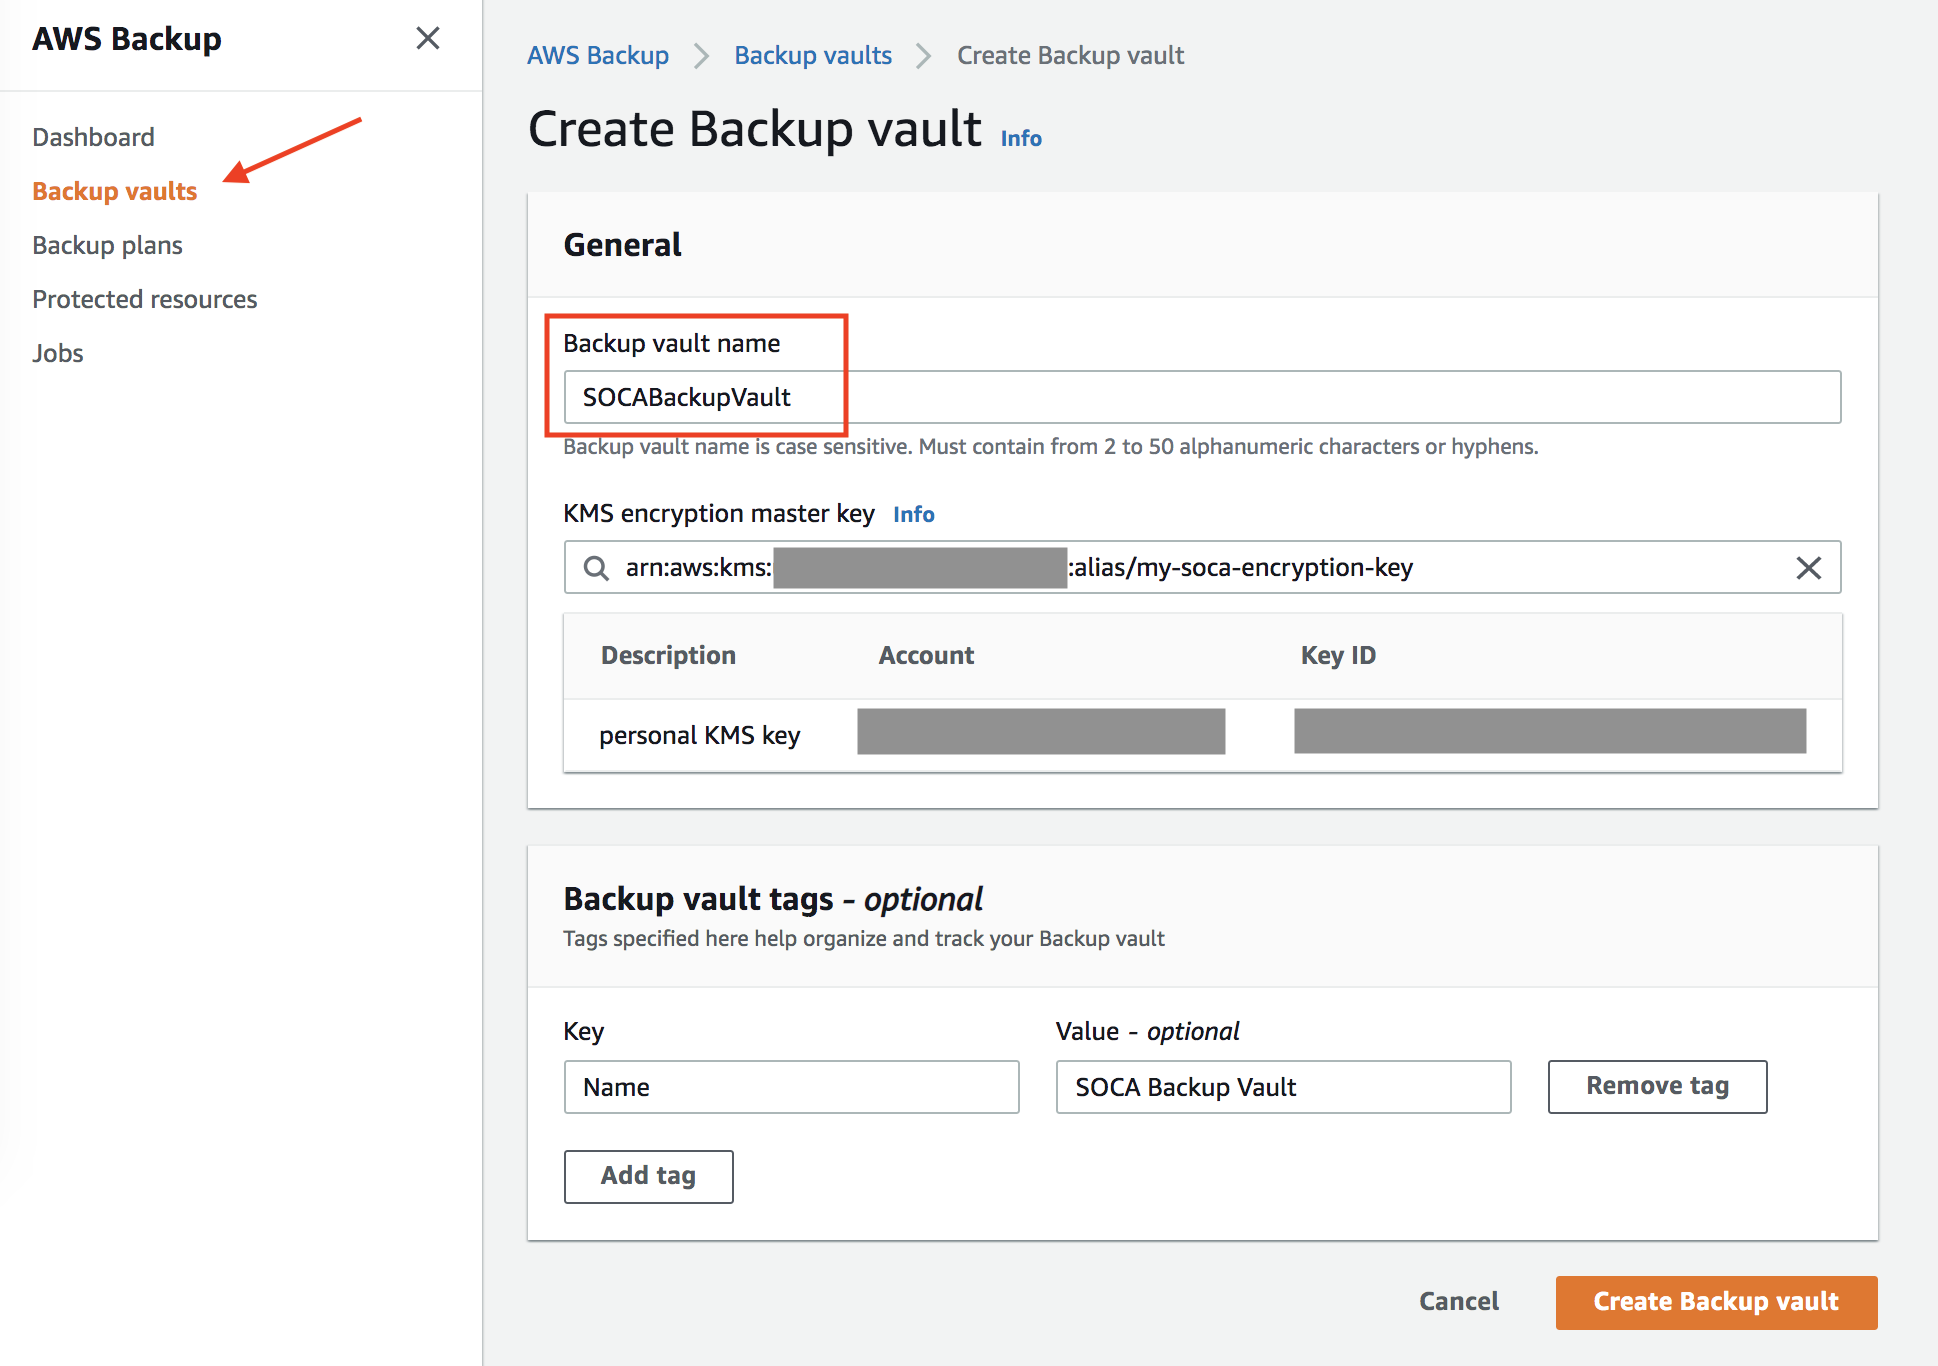 AWS Backup
Dashboard
Backup vaults
Backup plans
Protected resources
Jobs
AWS Backup > Backup vaults > Create Backup vault
Create Backup vault Info
General
Backup vault name
SOCABackupVault
Backup vault name is case sensitive. Must contain from 2 to 50 alphanumeric characters or hyphens.
KMS encryption master key Info
arn:aws:kms: :alias/my-soca-encryption-key
Description Account Key ID
personal KMS key
Backup vault tags - optional
Tags specified here help organize and track your Backup vault
Key Value - optional
Name SOCA Backup Vault Remove tag
Add tag
Cancel Create Backup vault